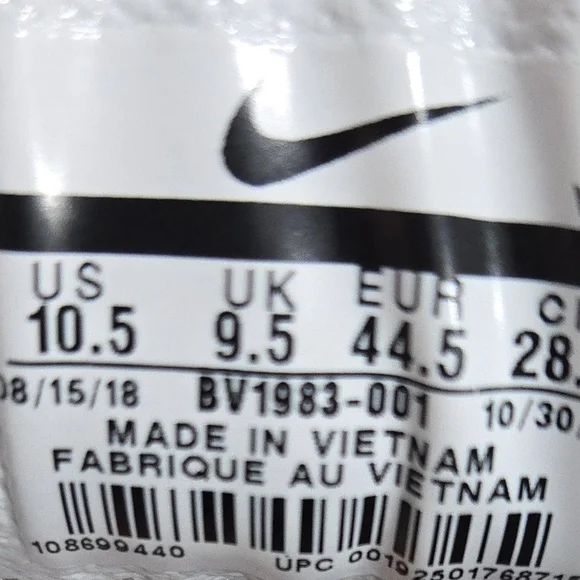 US UK EUR C
10.5 9.5 44.5 28.
08/15/18 BV1983-001 10/30
MADE IN VIETNAM
FABRIQUE AU VIETNAM
108699440 UPC